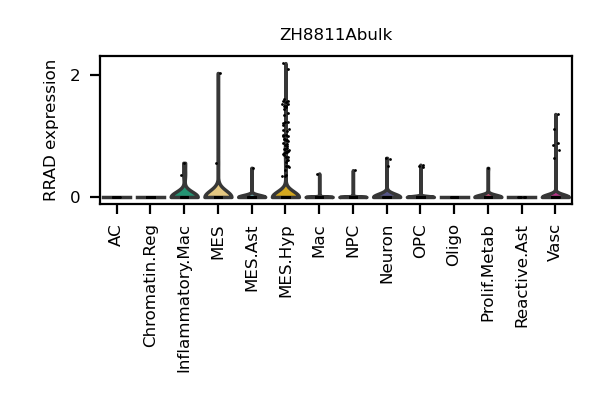 ZH8811Abulk
RRAD expression
2
0
AC
Chromatin.Reg
Inflammatory.Mac
MES
MES.Ast
MES.Hyp
Mac
NPC
Neuron
OPC
Oligo
Prolif.Metab
Reactive.Ast
Vasc